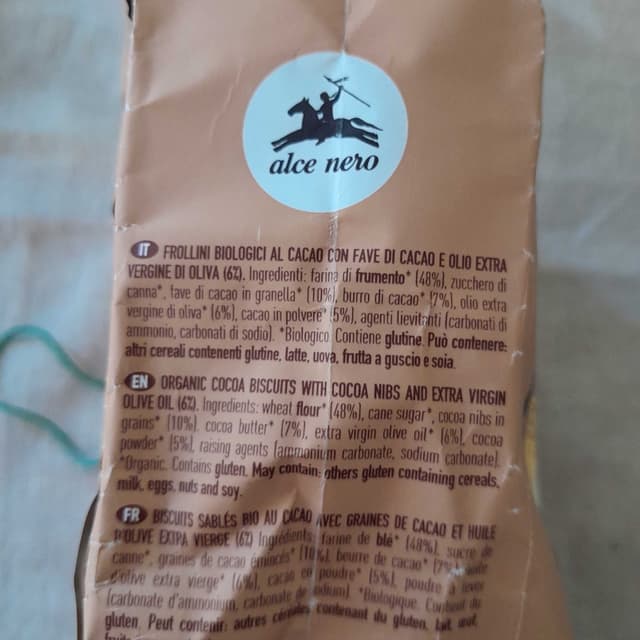 alce nero
IT FROLLINI BIOLOGICI AL CACAO CON FAVE DI CACAO E OLIO EXTRA
VERGINE DI OLIVA (6%). Ingredienti: farina di frumento* (48%), zucchero di
canna*, fave di cacao in granella* (10%), burro di cacao* (7%), olio extra
vergine di oliva* (6%), cacao in polvere* (5%), agenti lievitanti (carbonati di
ammonio, carbonati di sodio). *Biologico. Contiene glutine. Può contenere:
altri cereali contenenti glutine, latte, uova, frutta a guscio e soia.
EN ORGANIC COCOA BISCUITS WITH COCOA NIBS AND EXTRA VIRGIN
OLIVE OIL (6%). Ingredients: wheat flour* (48%), cane sugar*, cocoa nibs in
grains* (10%), cocoa butter* (7%), extra virgin olive oil* (6%), cocoa
powder* (5%), raising agents (ammonium carbonate, sodium carbonate).
*Organic. Contains gluten. May contain: others gluten containing cereals,
milk, eggs, nuts and soy.
FR BISCUITS SABLÉS BIO AU CACAO AVEC GRAINES DE CACAO ET HUILE
D'OLIVE EXTRA VIERGE (6%) Ingrédients: farine de blé* (48%), sucre de
canne*, graines de cacao émincés* (10%), beurre de cacao* (7%), huile
d'olive extra vierge* (6%), cacao en poudre* (5%), poudre à lever
(carbonate d'ammonium, carbonate de sodium). *Biologique. Contient du
gluten. Peut contenir: autres céréales contenant du gluten, lait, œuf,